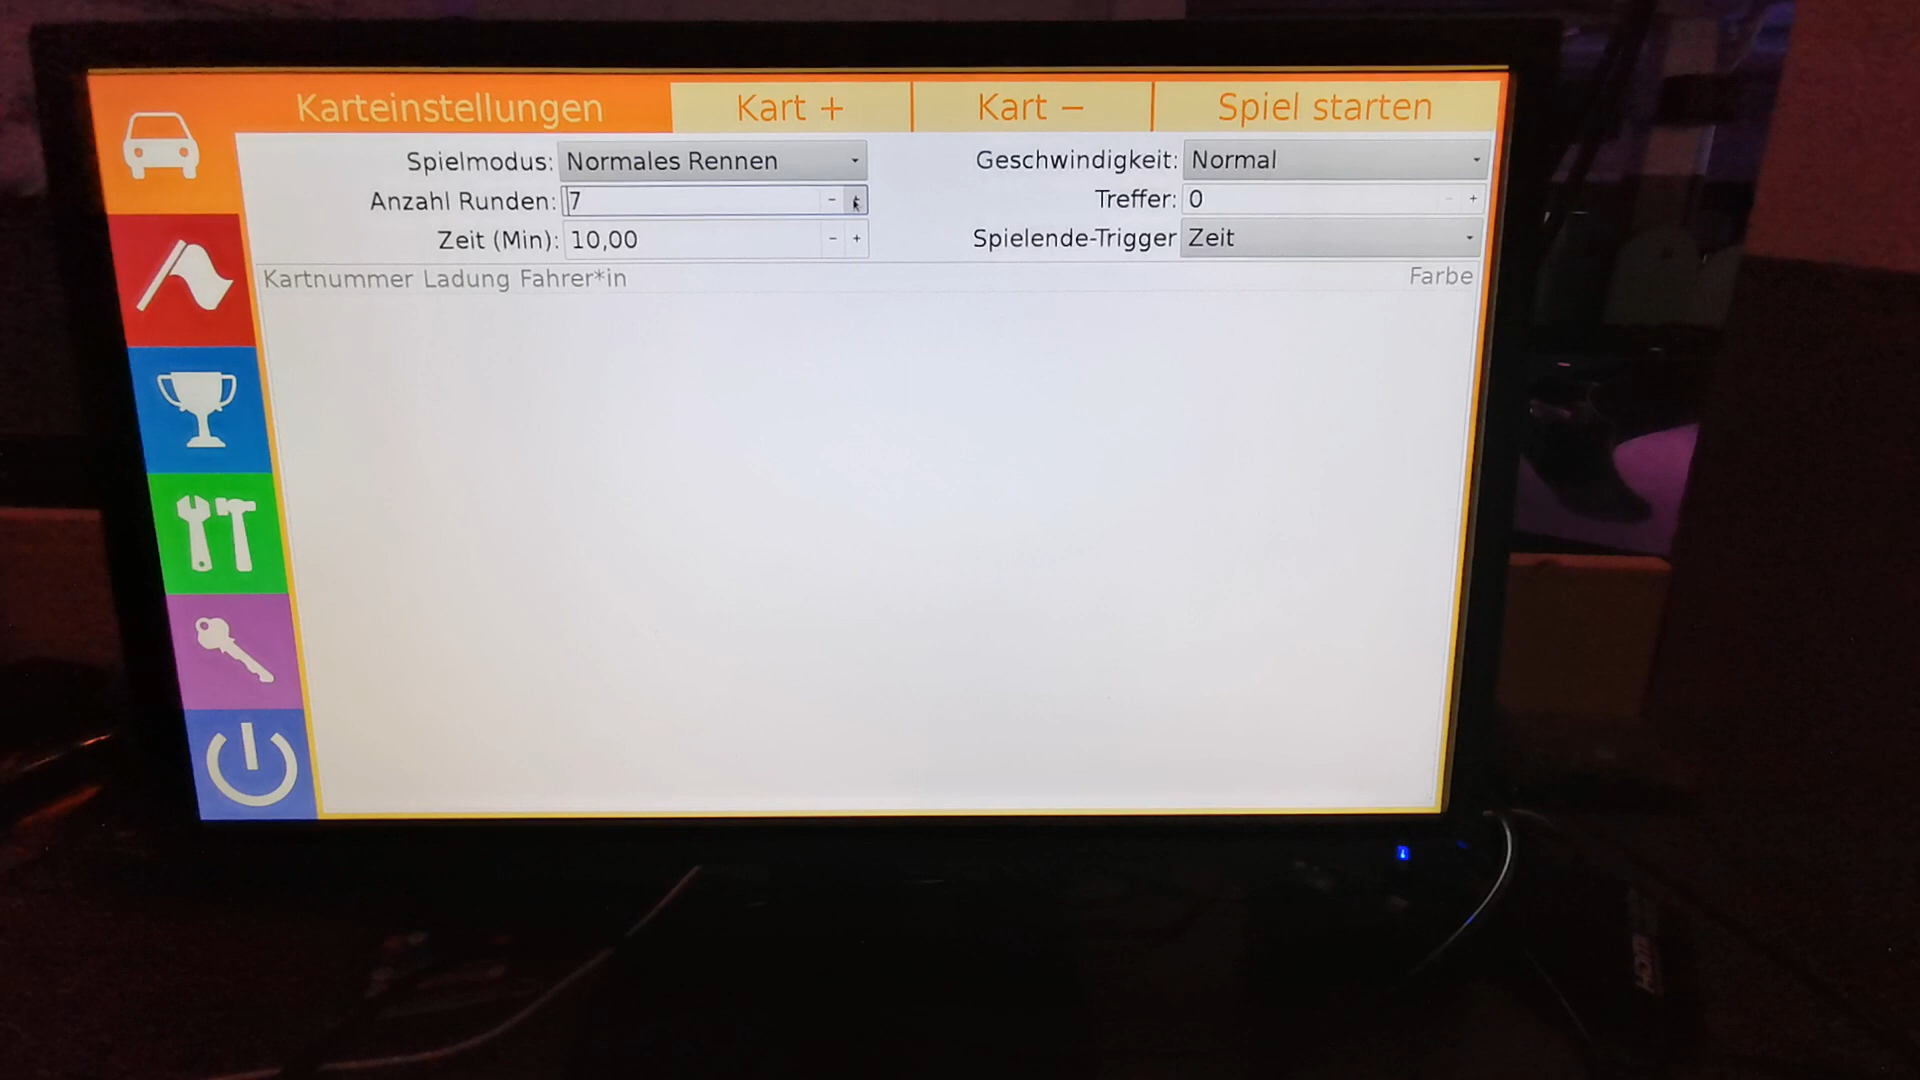 Karteinstellungen Kart + Kart − Spiel starten
Spielmodus: Normales Rennen Geschwindigkeit: Normal
Anzahl Runden: 7 - + Treffer: 0 - +
Zeit (Min): 10,00 - + Spielende-Trigger Zeit
Kartnummer Ladung Fahrer*in Farbe
HDMI